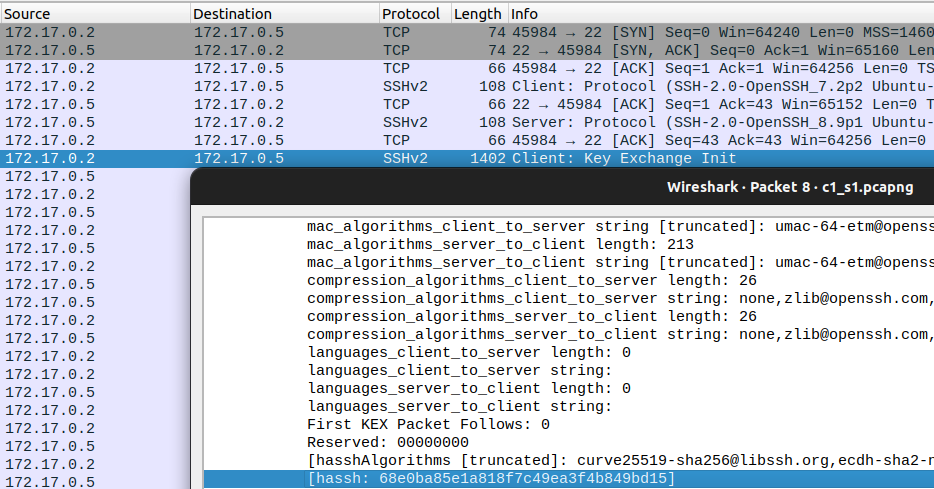 Source Destination Protocol Length Info
172.17.0.2 172.17.0.5 TCP 74 45984 → 22 [SYN] Seq=0 Win=64240 Len=0 MSS=1460
172.17.0.5 172.17.0.2 TCP 74 22 → 45984 [SYN, ACK] Seq=0 Ack=1 Win=65160 Len
172.17.0.2 172.17.0.5 TCP 66 45984 → 22 [ACK] Seq=1 Ack=1 Win=64256 Len=0 TS
172.17.0.2 172.17.0.5 SSHv2 108 Client: Protocol (SSH-2.0-OpenSSH_7.2p2 Ubuntu-
172.17.0.5 172.17.0.2 TCP 66 22 → 45984 [ACK] Seq=1 Ack=43 Win=65152 Len=0 T
172.17.0.5 172.17.0.2 SSHv2 108 Server: Protocol (SSH-2.0-OpenSSH_8.9p1 Ubuntu-
172.17.0.2 172.17.0.5 TCP 66 45984 → 22 [ACK] Seq=43 Ack=43 Win=64256 Len=0
172.17.0.2 172.17.0.5 SSHv2 1402 Client: Key Exchange Init
172.17.0.5
172.17.0.2
172.17.0.5
172.17.0.2
172.17.0.5
172.17.0.2
172.17.0.5
172.17.0.5
172.17.0.2
172.17.0.5
172.17.0.2
172.17.0.2
172.17.0.5
172.17.0.2
172.17.0.2
172.17.0.5
172.17.0.2
172.17.0.5
Wireshark · Packet 8 · c1_s1.pcapng
mac_algorithms_client_to_server string [truncated]: umac-64-etm@openss
mac_algorithms_server_to_client length: 213
mac_algorithms_server_to_client string [truncated]: umac-64-etm@openss
compression_algorithms_client_to_server length: 26
compression_algorithms_client_to_server string: none,zlib@openssh.com,
compression_algorithms_server_to_client length: 26
compression_algorithms_server_to_client string: none,zlib@openssh.com,
languages_client_to_server length: 0
languages_client_to_server string:
languages_server_to_client length: 0
languages_server_to_client string:
First KEX Packet Follows: 0
Reserved: 00000000
[hasshAlgorithms [truncated]: curve25519-sha256@libssh.org,ecdh-sha2-n
[hassh: 68e0ba85e1a818f7c49ea3f4b849bd15]